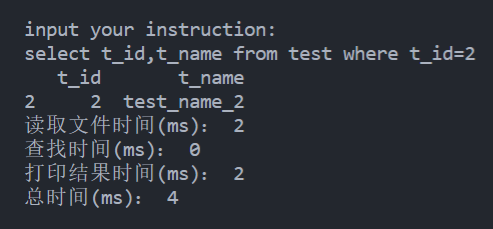 input your instruction:
select t_id,t_name from test where t_id=2
   t_id       t_name
2     2  test_name_2
读取文件时间(ms):  2
查找时间(ms):  0
打印结果时间(ms):  2
总时间(ms):  4